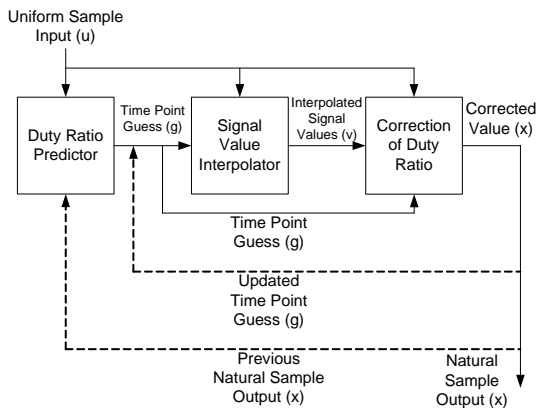 Uniform Sample
Input (u)
Duty Ratio
Predictor
Time Point
Guess (g)
Signal
Value
Interpolator
Interpolated
Signal
Values (v)
Correction
of Duty
Ratio
Corrected
Value (x)
Time Point
Guess (g)
Updated
Time Point
Guess (g)
Previous
Natural Sample
Output (x)
Natural
Sample
Output (x)